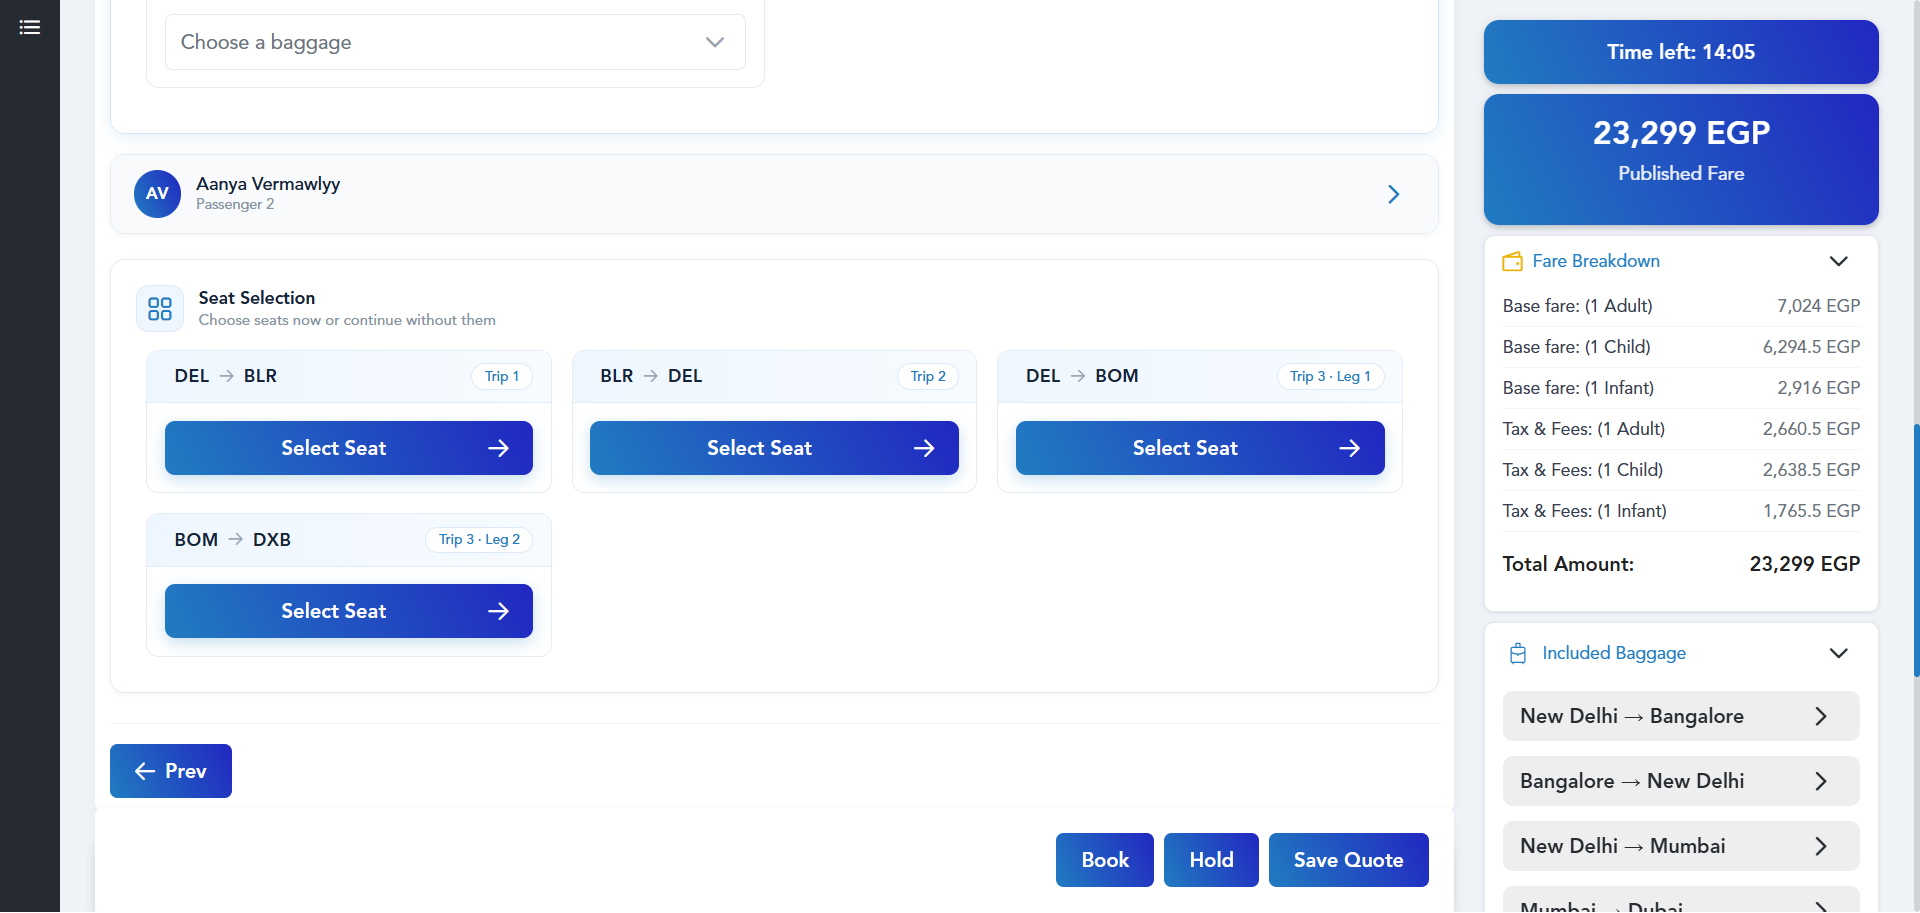 Choose a baggage
AV
Aanya Vermawlyy
Passenger 2
Seat Selection
Choose seats now or continue without them
DEL → BLR
Trip 1
Select Seat →
BLR → DEL
Trip 2
Select Seat →
DEL → BOM
Trip 3 · Leg 1
Select Seat →
BOM → DXB
Trip 3 · Leg 2
Select Seat →
← Prev
Book
Hold
Save Quote
Time left: 14:05
23,299 EGP
Published Fare
Fare Breakdown
Base fare: (1 Adult) 7,024 EGP
Base fare: (1 Child) 6,294.5 EGP
Base fare: (1 Infant) 2,916 EGP
Tax & Fees: (1 Adult) 2,660.5 EGP
Tax & Fees: (1 Child) 2,638.5 EGP
Tax & Fees: (1 Infant) 1,765.5 EGP
Total Amount: 23,299 EGP
Included Baggage
New Delhi → Bangalore
Bangalore → New Delhi
New Delhi → Mumbai
Mumbai → Dubai